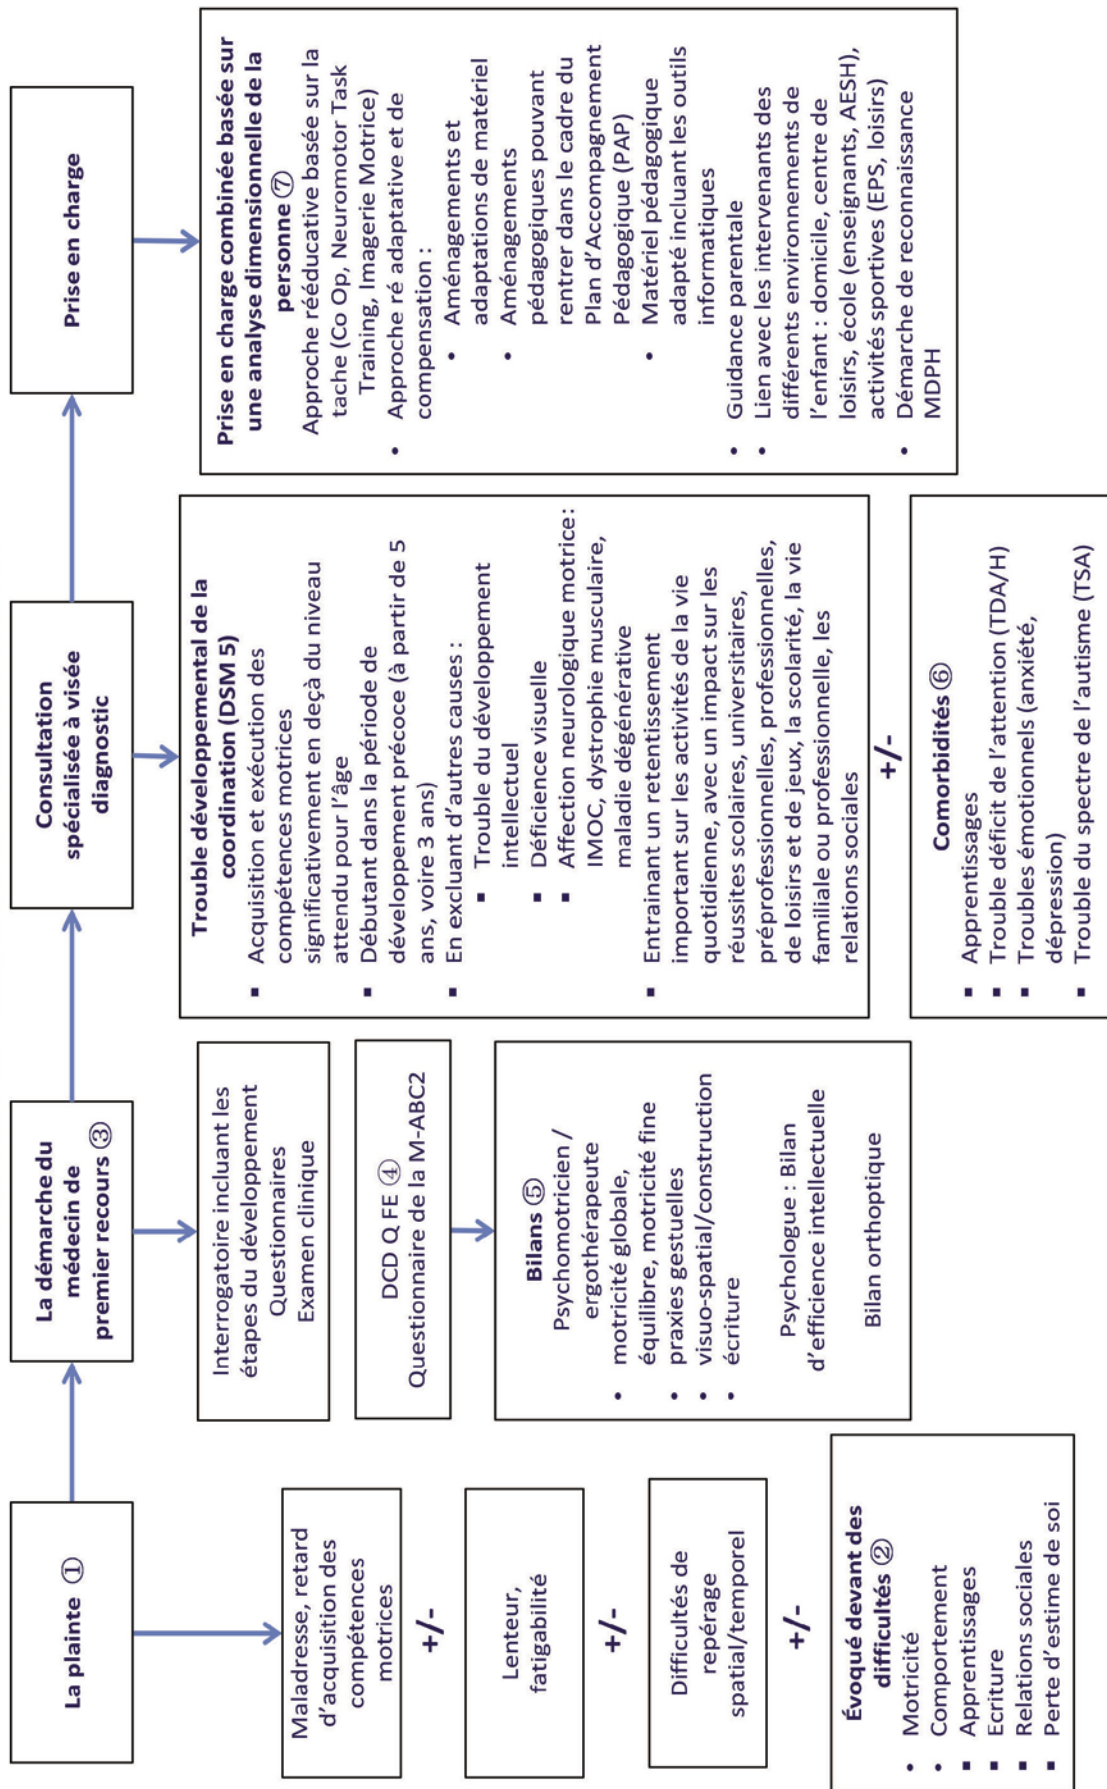 La plainte ①
Maladresse, retard
d'acquisition des
compétences
motrices
+/-
Lenteur,
fatigabilité
+/-
Difficultés de
repérage
spatial/temporel
+/-
Évoqué devant des
difficultés ②
• Motricité
• Comportement
▪ Apprentissages
▪ Ecriture
▪ Relations sociales
▪ Perte d'estime de soi
La démarche du
médecin de
premier recours ③
Interrogatoire incluant les
étapes du développement
Questionnaires
Examen clinique
DCD Q FE ④
Questionnaire de la M-ABC2
Bilans ⑤
Psychomotricien /
ergothérapeute
• motricité globale,
équilibre, motricité fine
• praxies gestuelles
• visuo-spatial/construction
• écriture
Psychologue : Bilan
d'efficience intellectuelle
Bilan orthoptique
Consultation
spécialisée à visée
diagnostic
Trouble développemental de la
coordination (DSM 5)
▪ Acquisition et exécution des
compétences motrices
significativement en deçà du niveau
attendu pour l'âge
▪ Débutant dans la période de
développement précoce (à partir de 5
ans, voire 3 ans)
▪ En excluant d'autres causes :
▪ Trouble du développement
intellectuel
▪ Déficience visuelle
▪ Affection neurologique motrice :
IMOC, dystrophie musculaire,
maladie dégénérative
▪ Entrainant un retentissement
important sur les activités de la vie
quotidienne, avec un impact sur les
réussites scolaires, universitaires,
préprofessionnelles, professionnelles,
de loisirs et de jeux, la scolarité, la vie
familiale ou professionnelle, les
relations sociales
+/-
Comorbidités ⑥
▪ Apprentissages
▪ Trouble déficit de l'attention (TDA/H)
▪ Troubles émotionnels (anxiété,
dépression)
▪ Trouble du spectre de l'autisme (TSA)
Prise en charge
Prise en charge combinée basée sur
une analyse dimensionnelle de la
personne ⑦
Approche rééducative basée sur la
tache (Co Op, Neuromotor Task
Training, Imagerie Motrice)
• Approche ré adaptative et de
compensation :
• Aménagements et
adaptations de matériel
• Aménagements
pédagogiques pouvant
rentrer dans le cadre du
Plan d'Accompagnement
Pédagogique (PAP)
• Matériel pédagogique
adapté incluant les outils
informatiques
• Guidance parentale
• Lien avec les intervenants des
différents environnements de
l'enfant : domicile, centre de
loisirs, école (enseignants, AESH),
activités sportives (EPS, loisirs)
• Démarche de reconnaissance
MDPH